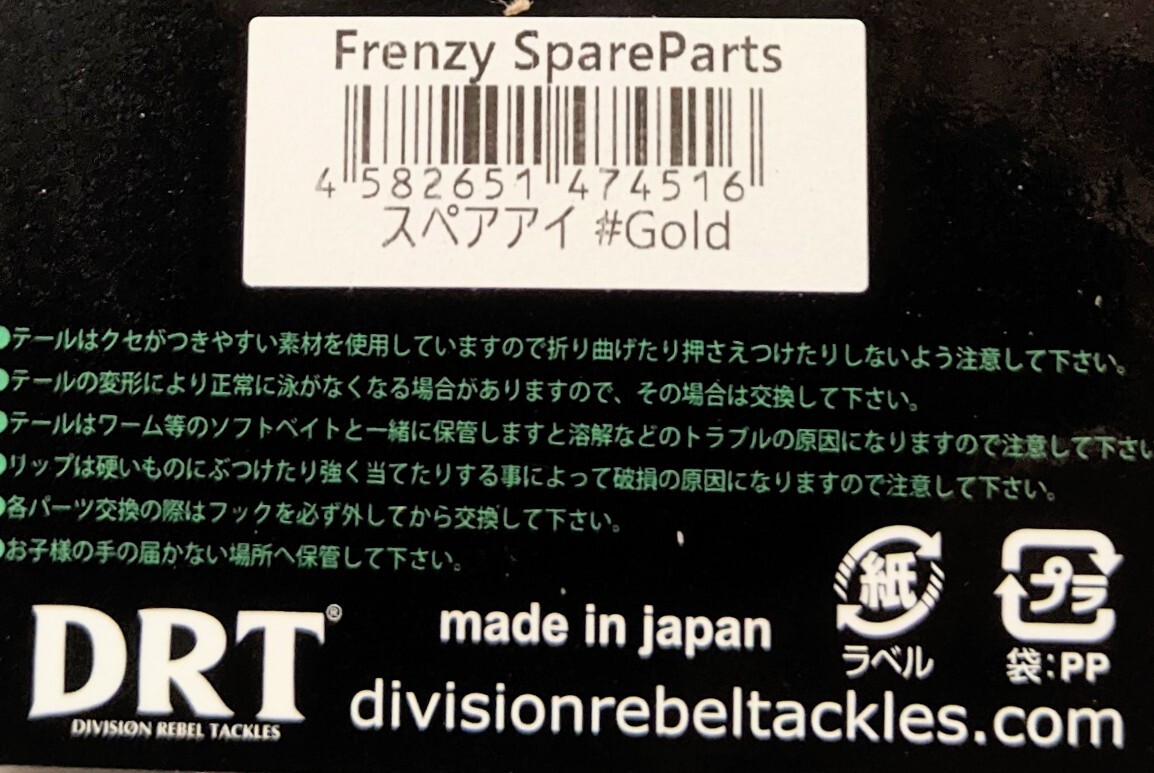 Frenzy SpareParts
4 582651 474516
スペアアイ #Gold
●テールはクセがつきやすい素材を使用していますので折り曲げたり押さえつけたりしないよう注意して下さい。
●テールの変形により正常に泳がなくなる場合がありますので、その場合は交換して下さい。
●テールはワーム等のソフトベイトと一緒に保管しますと溶解などのトラブルの原因になりますので注意して下さい
●リップは硬いものにぶつけたり強く当てたりする事によって破損の原因になりますので注意して下さい。
●各パーツ交換の際はフックを必ず外してから交換して下さい。
●お子様の手の届かない場所へ保管して下さい。
紙 プラ
ラベル 袋:PP
DRT®
made in japan
DIVISION REBEL TACKLES
divisionrebeltackles.com